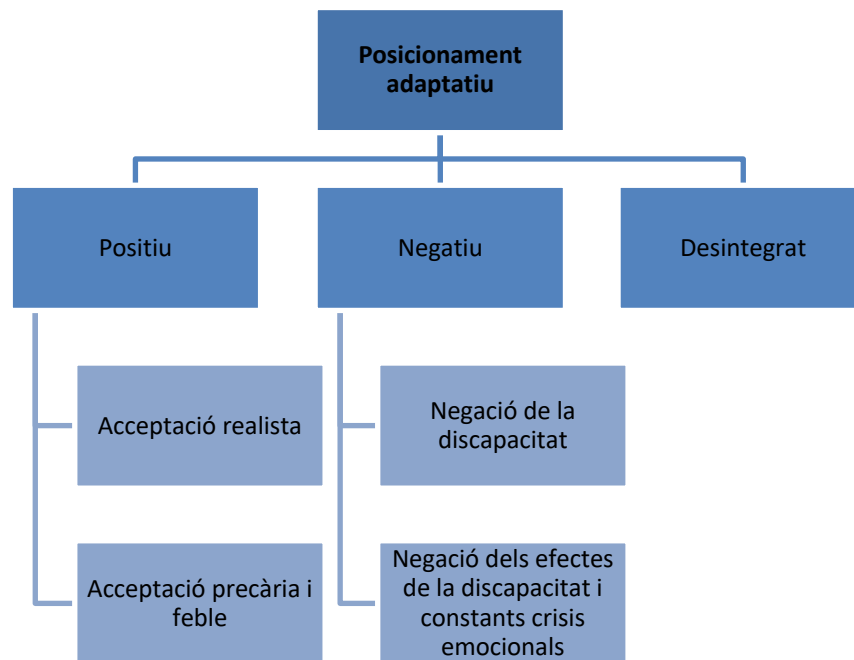 Posicionament
adaptatiu
Positiu
Negatiu
Desintegrat
Acceptació realista
Negació de la
discapacitat
Acceptació precària i
feble
Negació dels efectes
de la discapacitat i
constants crisis
emocionals